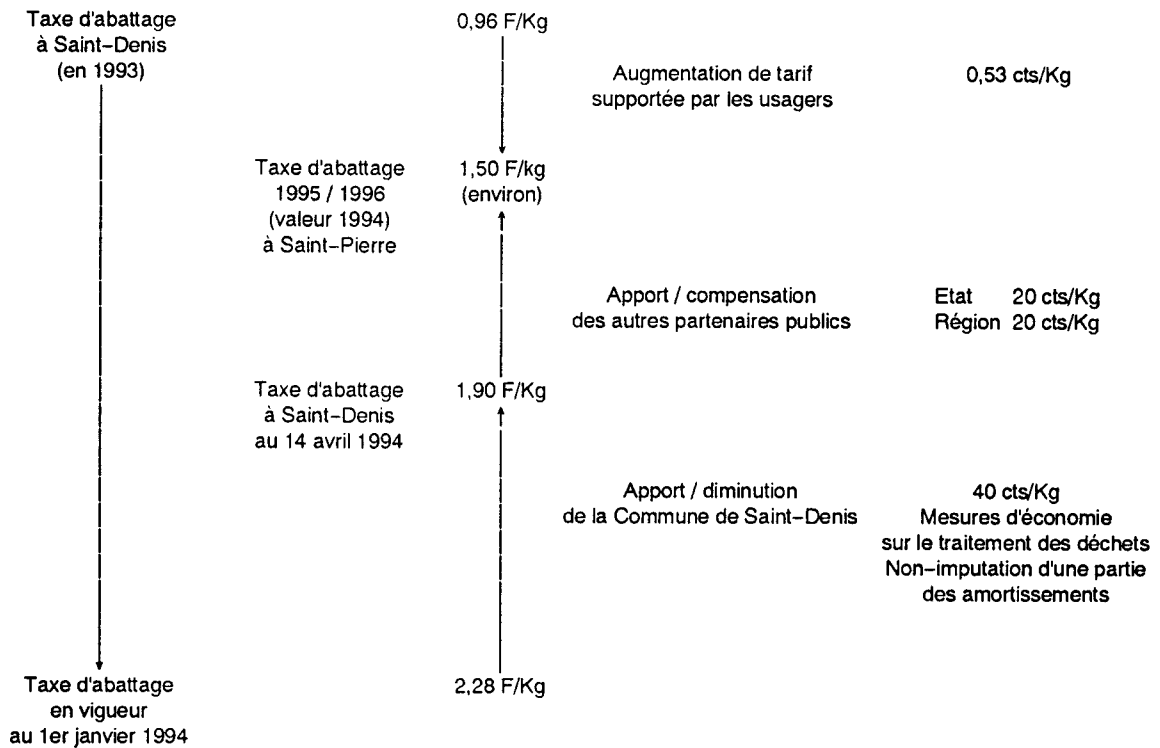 Taxe d'abattage
à Saint-Denis
(en 1993)
0,96 F/Kg
Augmentation de tarif
supportée par les usagers
0,53 cts/Kg
Taxe d'abattage
1995 / 1996
(valeur 1994)
à Saint-Pierre
1,50 F/kg
(environ)
Apport / compensation
des autres partenaires publics
Etat 20 cts/Kg
Région 20 cts/Kg
Taxe d'abattage
à Saint-Denis
au 14 avril 1994
1,90 F/Kg
Apport / diminution
de la Commune de Saint-Denis
40 cts/Kg
Mesures d'économie
sur le traitement des déchets
Non-imputation d'une partie
des amortissements
Taxe d'abattage
en vigueur
au 1er janvier 1994
2,28 F/Kg